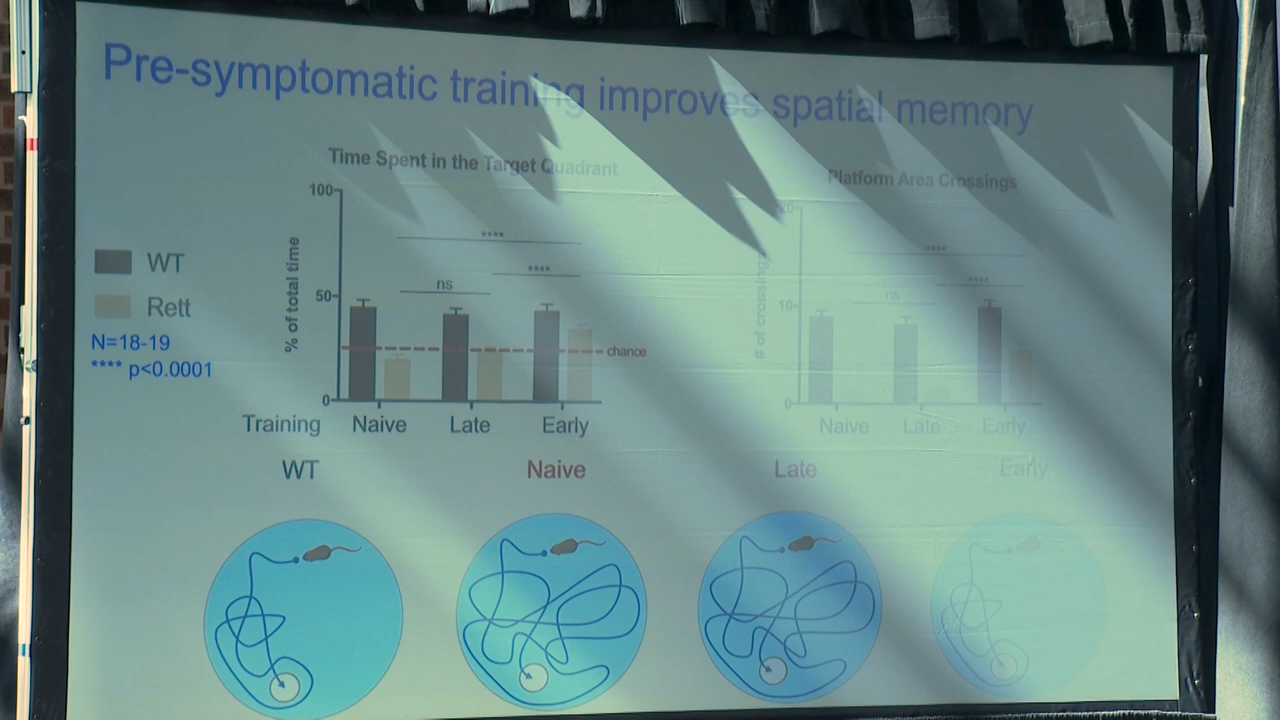 Pre-symptomatic training improves spatial memory
Time Spent in the Target Quadrant
Platform Area Crossings
WT
Rett
N=18-19
**** p<0.0001
% of total time
100
50
0
****
****
ns
chance
Training Naive Late Early
# of crossings
20
10
0
****
****
ns
Naive Late Early
WT Naive Late Early